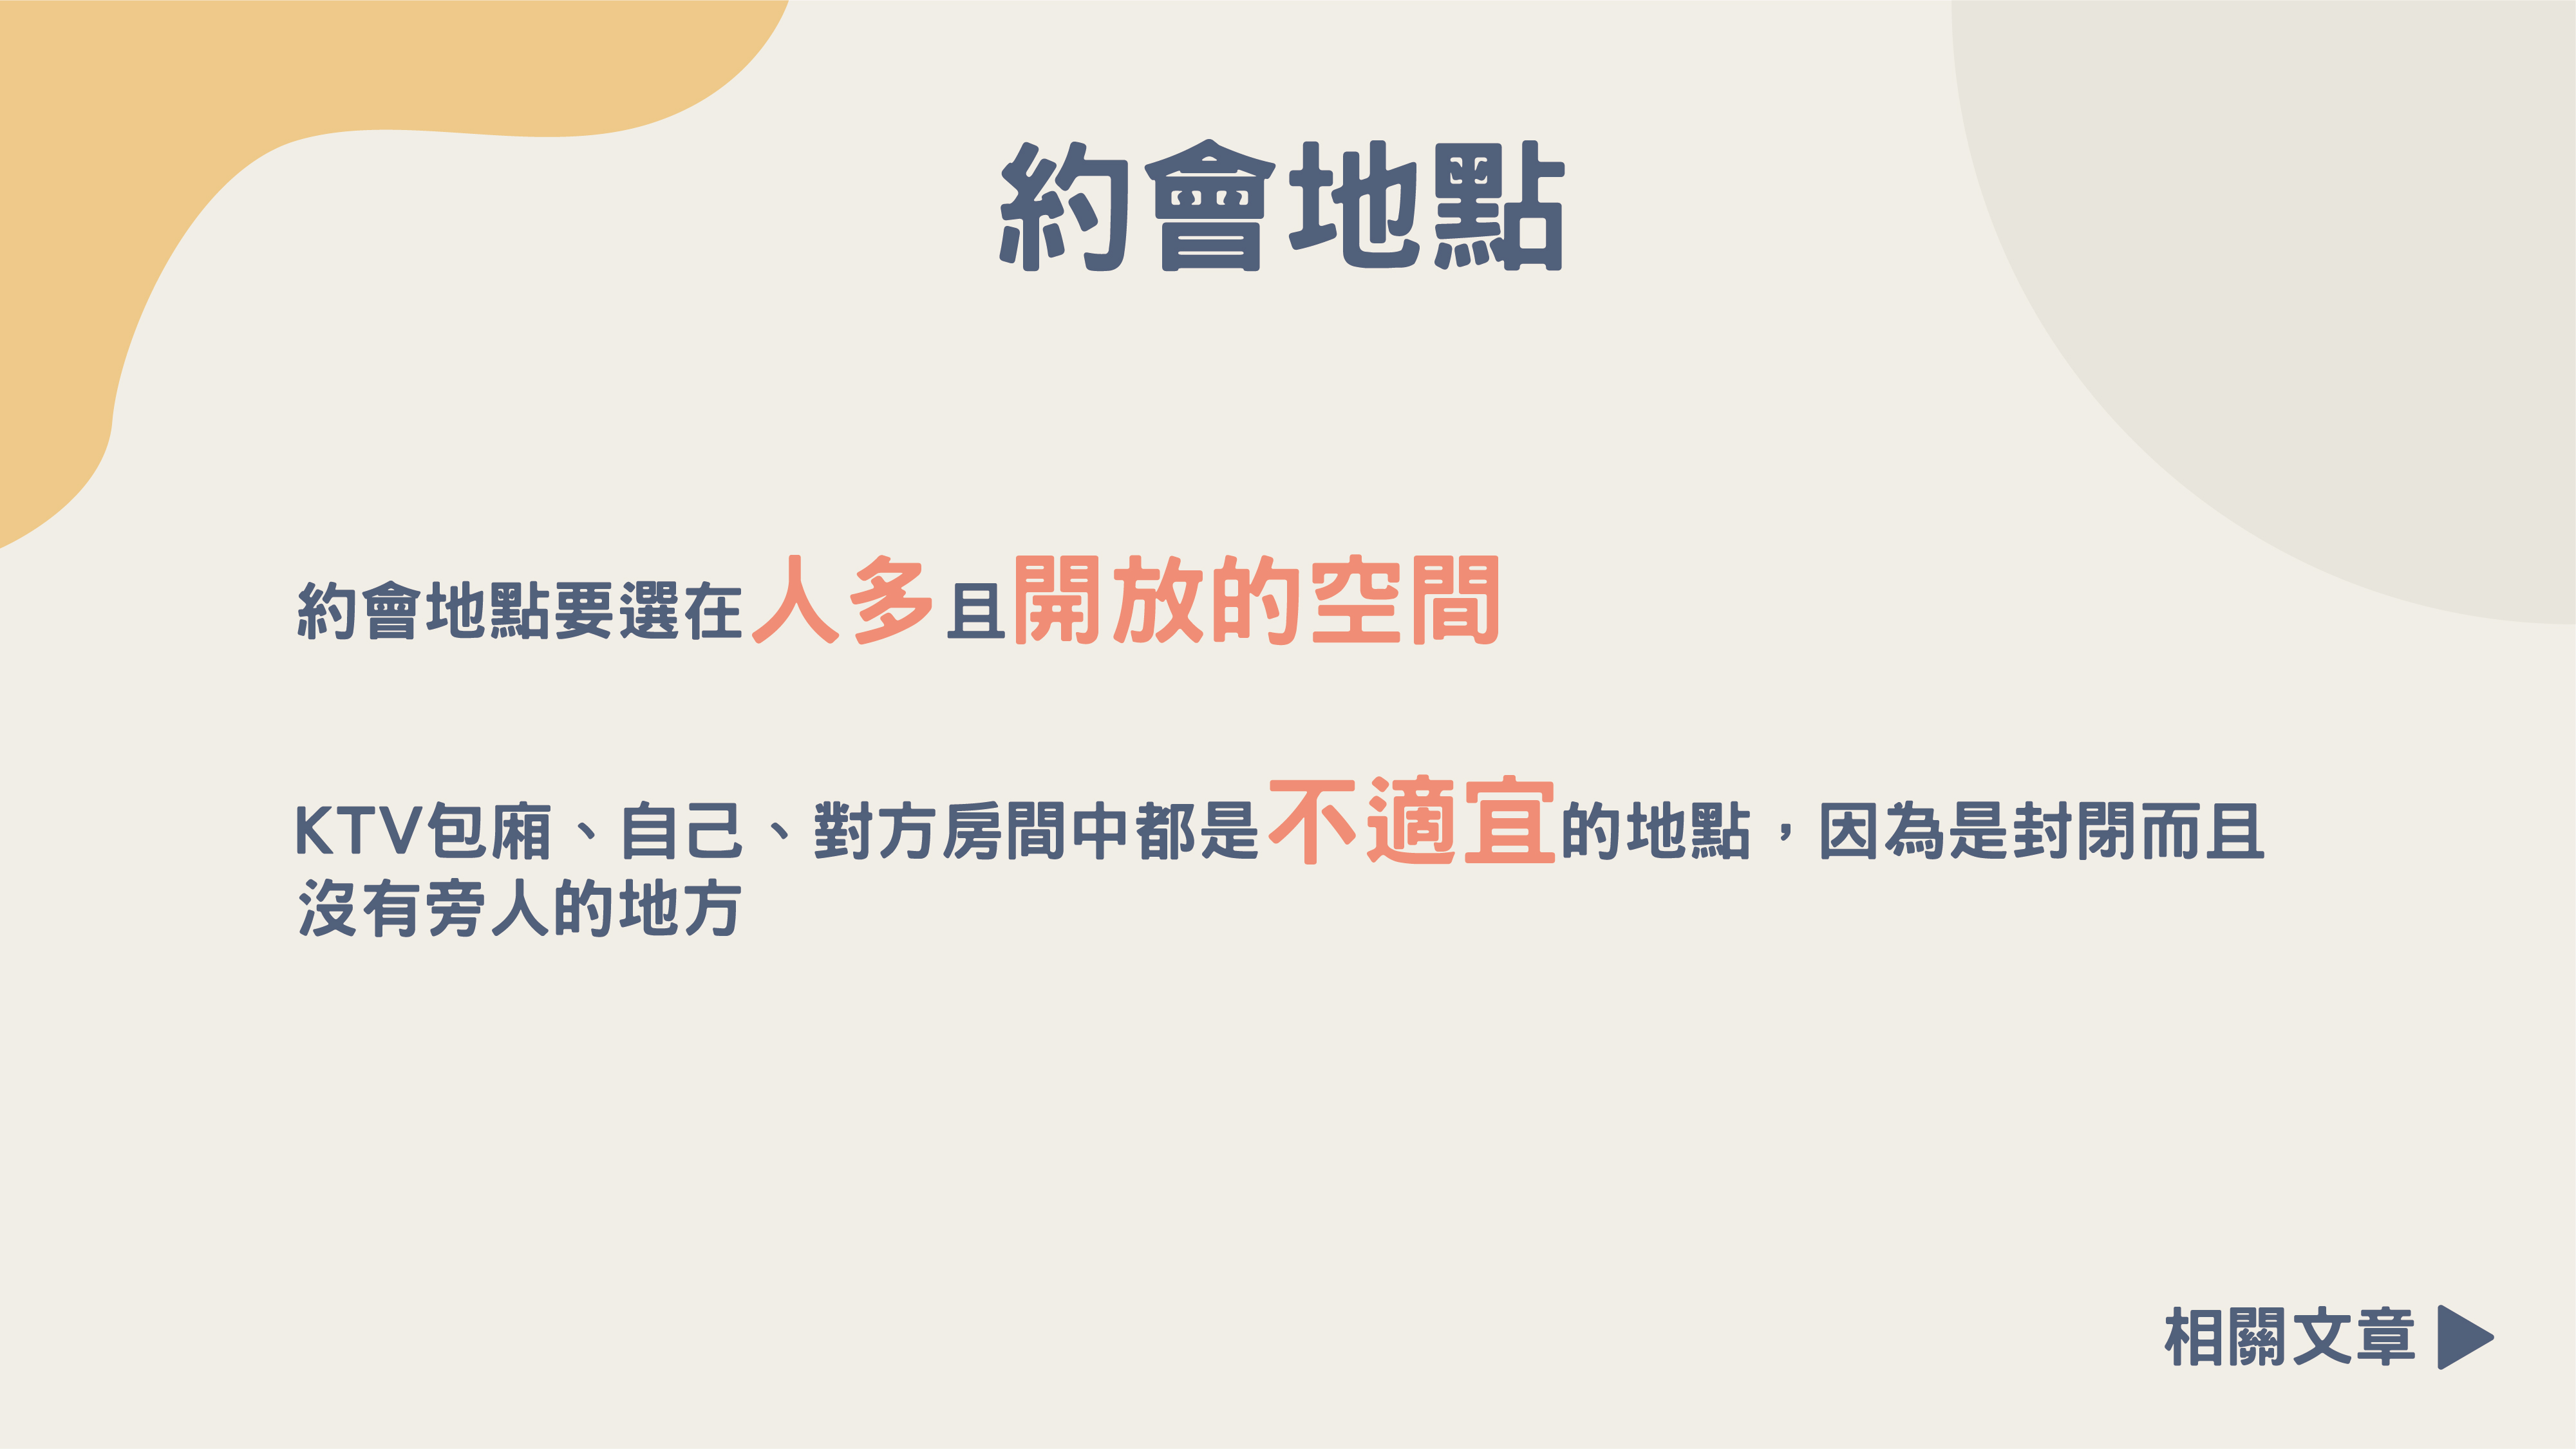 約會地點
約會地點要選在人多且開放的空間
KTV包廂、自己、對方房間中都是不適宜的地點，因為是封閉而且
沒有旁人的地方
相關文章